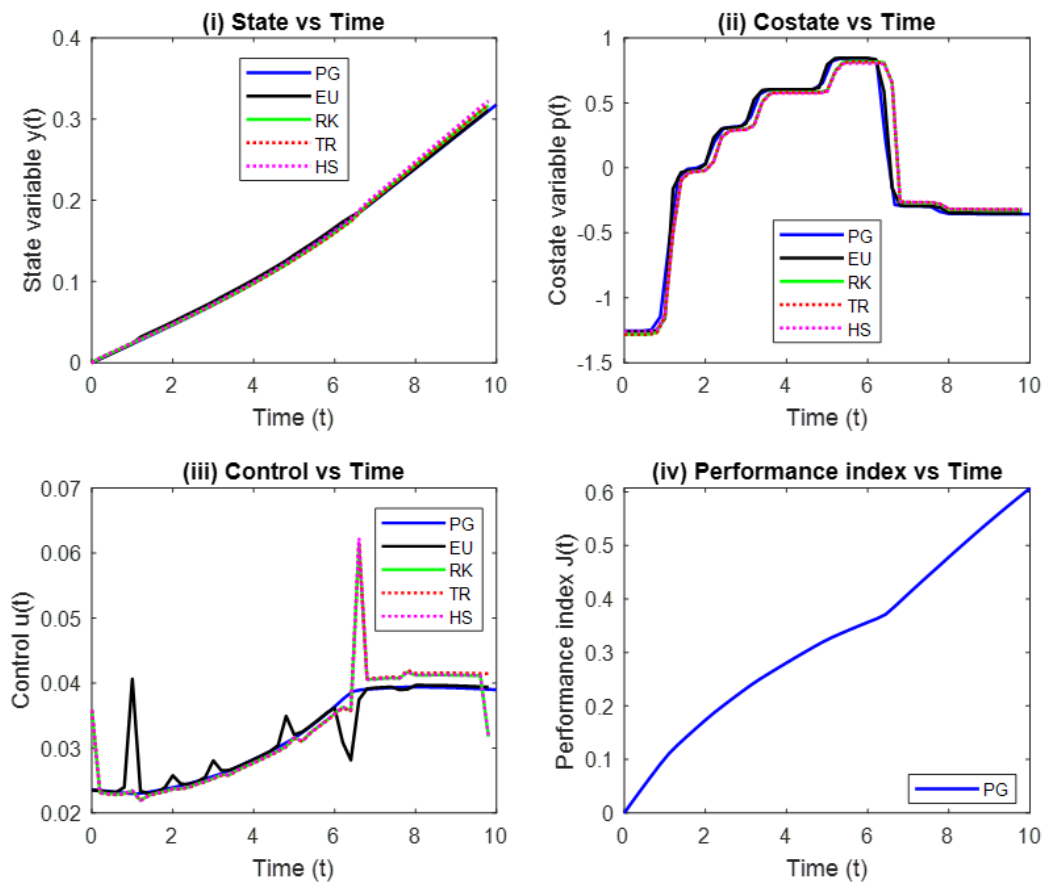 (i) State vs Time
State variable y(t)
0.4
0.3
0.2
0.1
0
PG
EU
RK
TR
HS
0 2 4 6 8 10
Time (t)
(ii) Costate vs Time
Costate variable p(t)
1
0.5
0
-0.5
-1
-1.5
PG
EU
RK
TR
HS
0 2 4 6 8 10
Time (t)
(iii) Control vs Time
Control u(t)
0.07
0.06
0.05
0.04
0.03
0.02
PG
EU
RK
TR
HS
0 2 4 6 8 10
Time (t)
(iv) Performance index vs Time
Performance index J(t)
0.6
0.5
0.4
0.3
0.2
0.1
0
PG
0 2 4 6 8 10
Time (t)